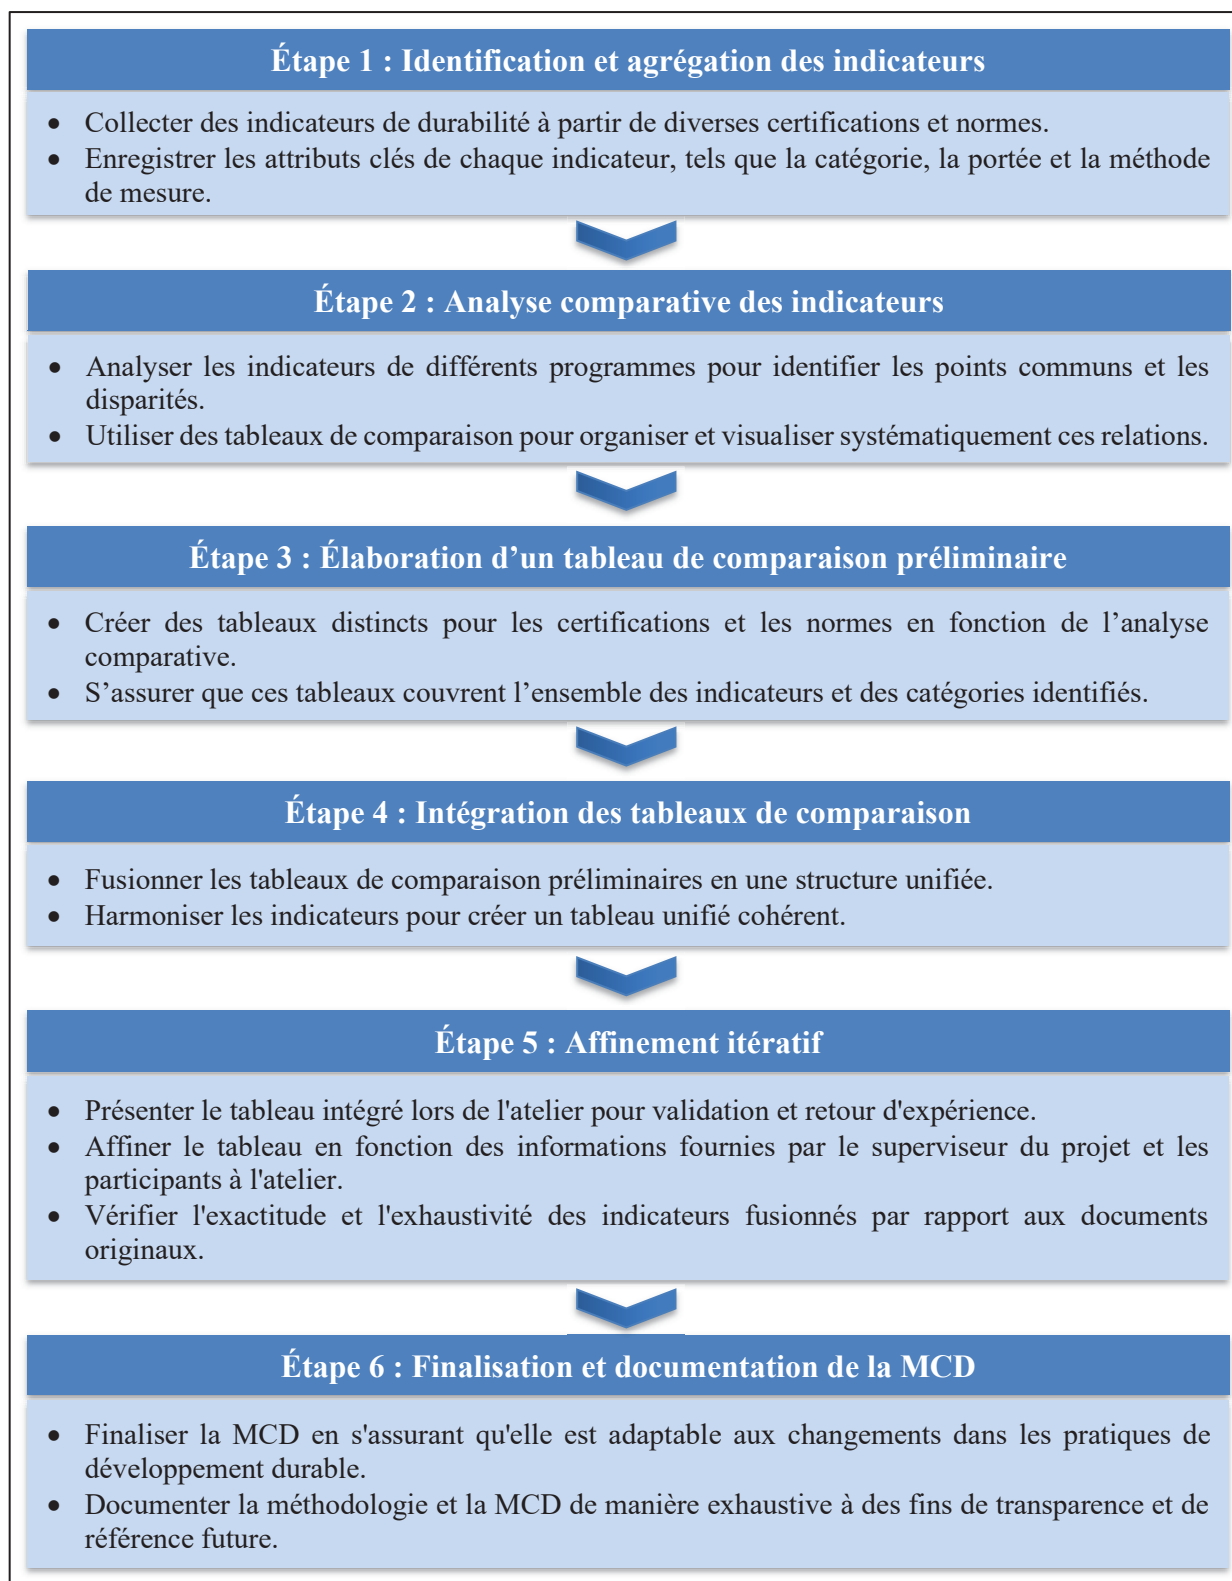 Étape 1 : Identification et agrégation des indicateurs
• Collecter des indicateurs de durabilité à partir de diverses certifications et normes.
• Enregistrer les attributs clés de chaque indicateur, tels que la catégorie, la portée et la méthode
de mesure.
Étape 2 : Analyse comparative des indicateurs
• Analyser les indicateurs de différents programmes pour identifier les points communs et les
disparités.
• Utiliser des tableaux de comparaison pour organiser et visualiser systématiquement ces relations.
Étape 3 : Élaboration d’un tableau de comparaison préliminaire
• Créer des tableaux distincts pour les certifications et les normes en fonction de l’analyse
comparative.
• S’assurer que ces tableaux couvrent l’ensemble des indicateurs et des catégories identifiés.
Étape 4 : Intégration des tableaux de comparaison
• Fusionner les tableaux de comparaison préliminaires en une structure unifiée.
• Harmoniser les indicateurs pour créer un tableau unifié cohérent.
Étape 5 : Affinement itératif
• Présenter le tableau intégré lors de l'atelier pour validation et retour d'expérience.
• Affiner le tableau en fonction des informations fournies par le superviseur du projet et les
participants à l'atelier.
• Vérifier l'exactitude et l'exhaustivité des indicateurs fusionnés par rapport aux documents
originaux.
Étape 6 : Finalisation et documentation de la MCD
• Finaliser la MCD en s'assurant qu'elle est adaptable aux changements dans les pratiques de
développement durable.
• Documenter la méthodologie et la MCD de manière exhaustive à des fins de transparence et de
référence future.